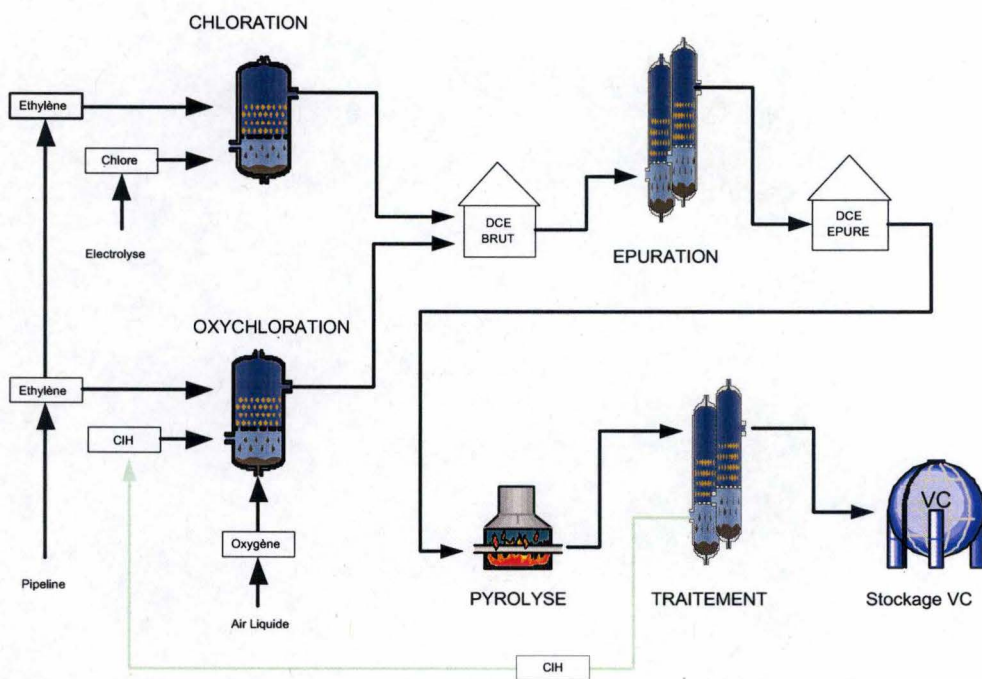 CHLORATION
Ethylène
Chlore
Electrolyse
DCE
BRUT
EPURATION
DCE
EPURE
OXYCHLORATION
Ethylène
ClH
Oxygène
Pipeline
Air Liquide
PYROLYSE
TRAITEMENT
VC
Stockage VC
ClH